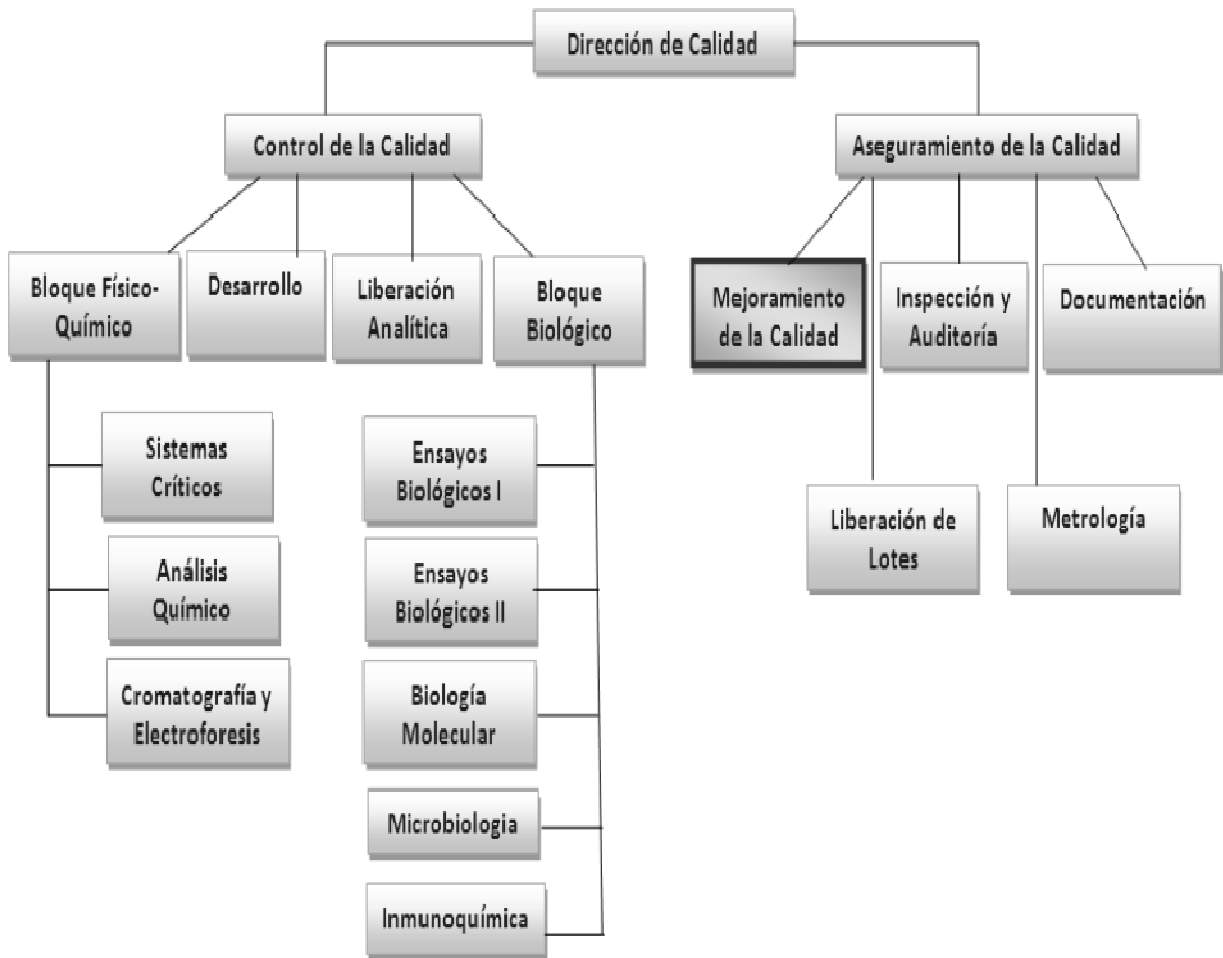 Dirección de Calidad
Control de la Calidad
Aseguramiento de la Calidad
Bloque Físico-
Químico
Desarrollo
Liberación
Analítica
Bloque
Biológico
Mejoramiento
de la Calidad
Inspección y
Auditoría
Documentación
Sistemas
Críticos
Análisis
Químico
Cromatografía y
Electroforesis
Ensayos
Biológicos I
Ensayos
Biológicos II
Biología
Molecular
Microbiologia
Inmunoquímica
Liberación de
Lotes
Metrología